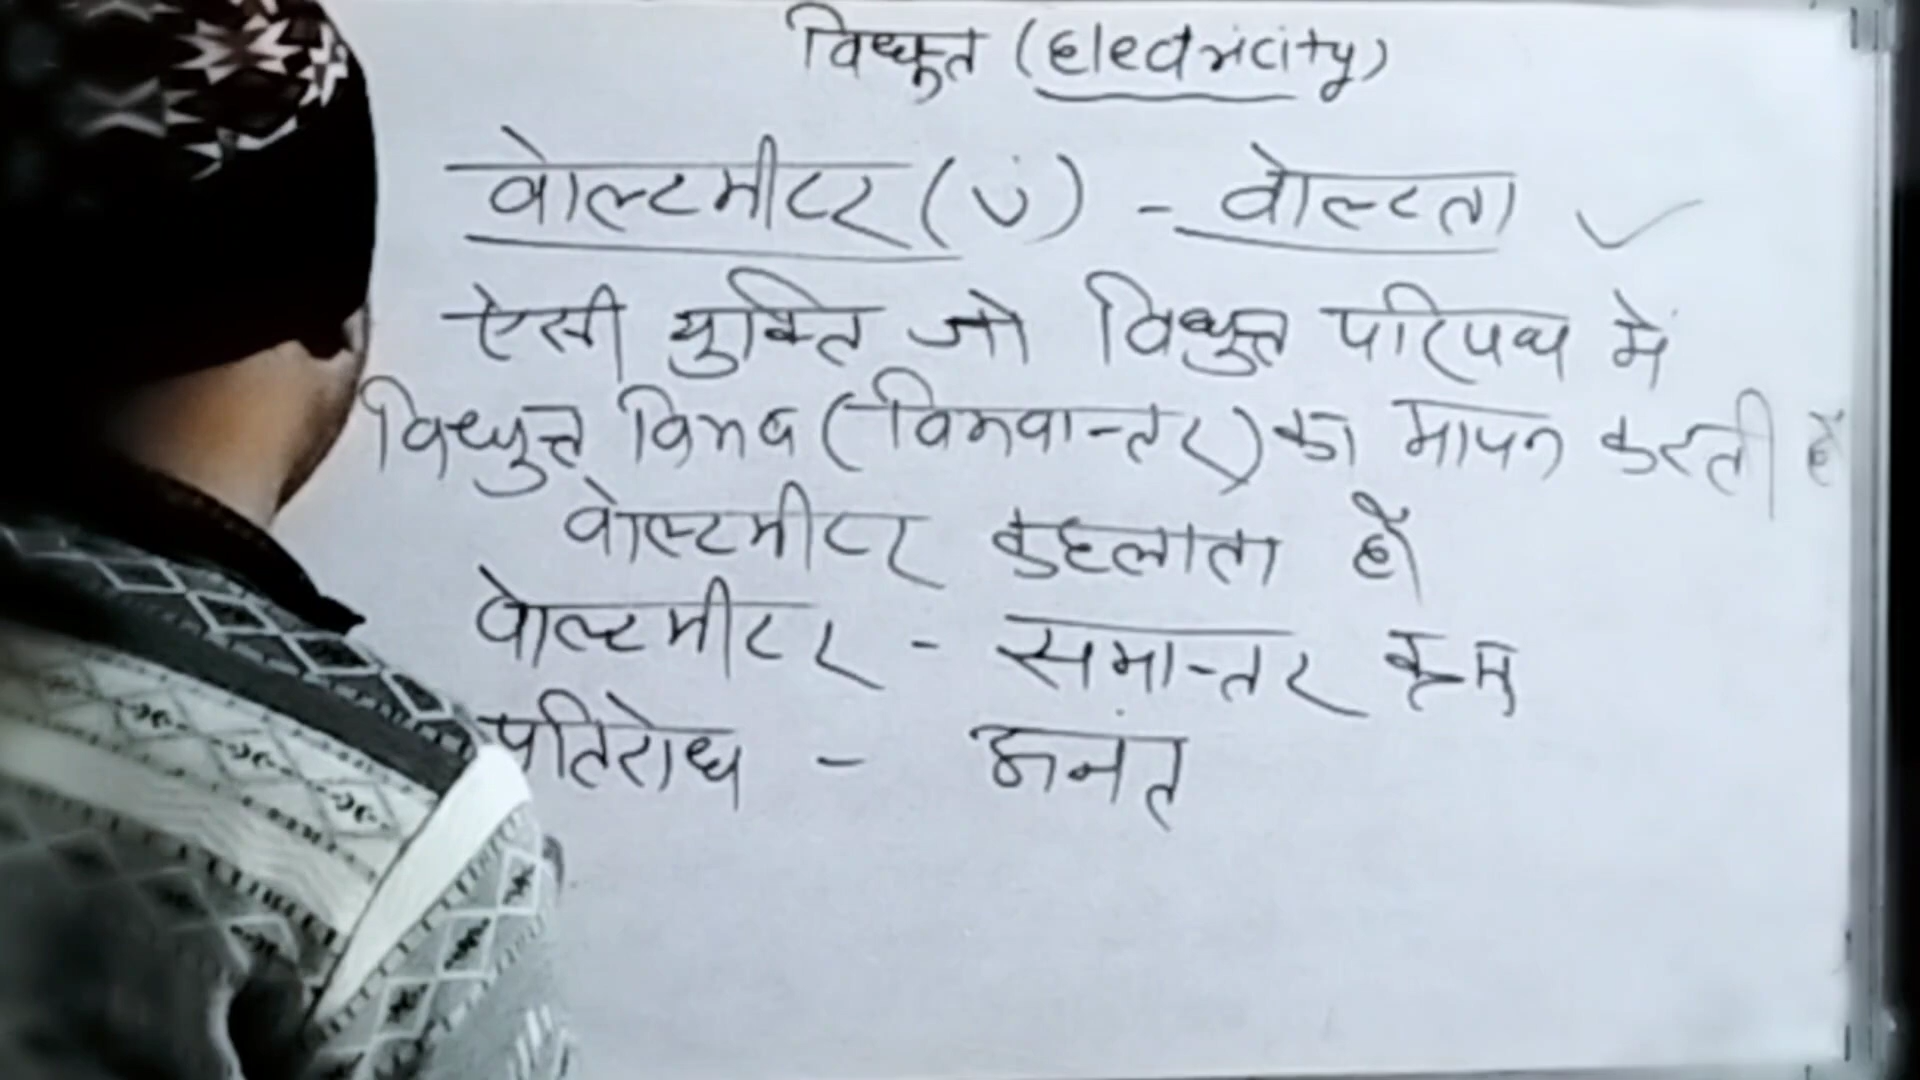 विधुत (Electricity)
वोल्टमीटर (v) - वोल्टता ✓
ऐसी युक्ति जो विधुत परिपथ में
विध्युत विभव (विभवान्तर) का मापन करती है
वोल्टमीटर कहलाता है
वोल्टमीटर - समान्तर क्रम
प्रतिरोध - अनंत